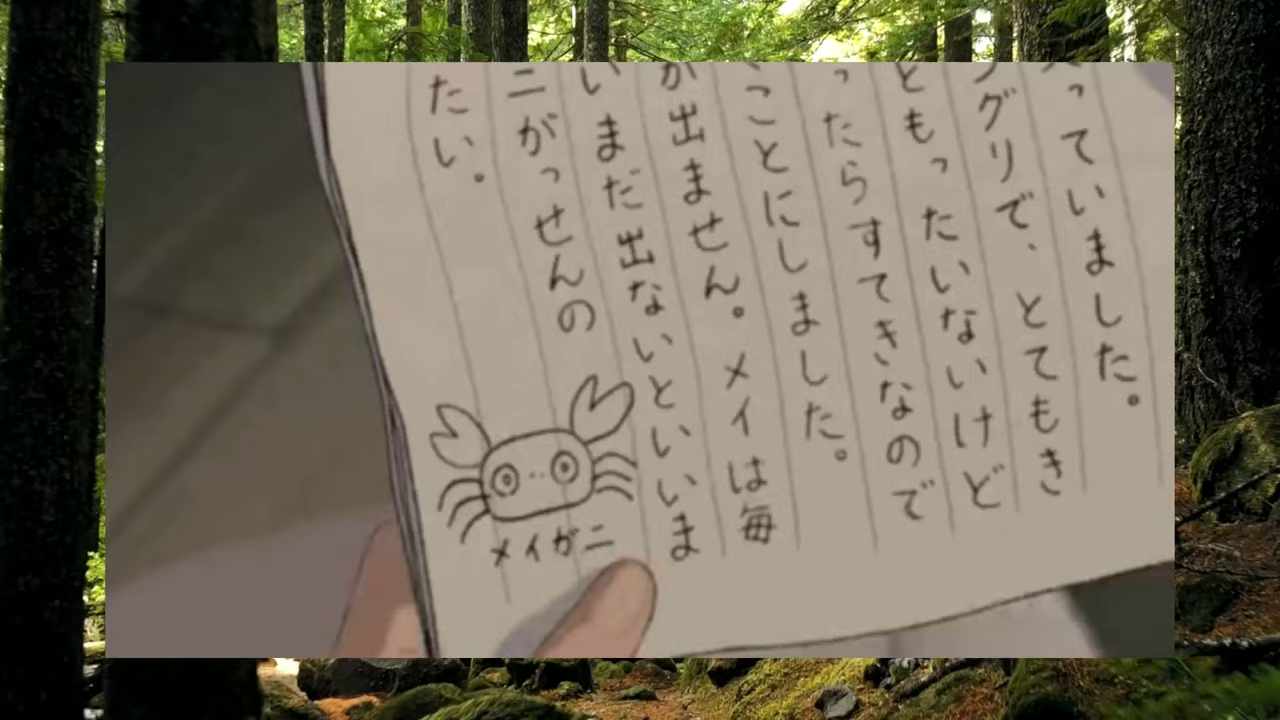 っていました。
グリで、とてもき
ともったいないけど
ったらすてきなので
ことにしました。
が出ません。メイは毎
いまだ出ないといいま
ニがっせんの
たい。
メイガニ